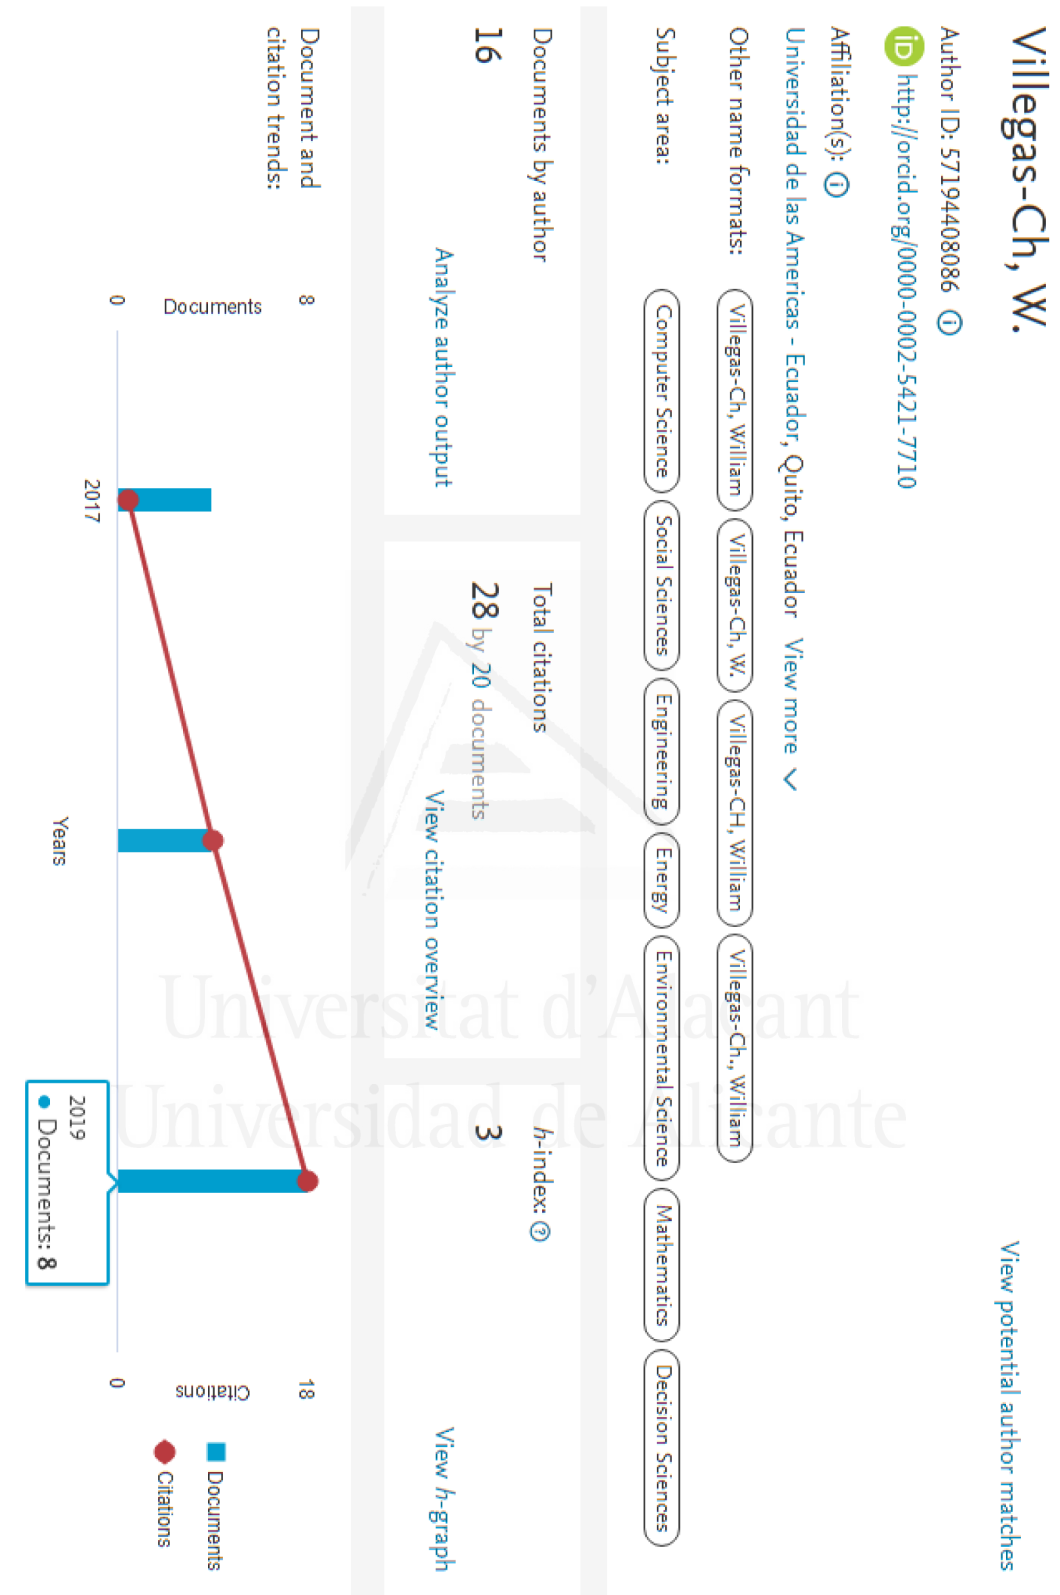 Villegas-Ch, W.
View potential author matches
Author ID: 57194408086
iD http://orcid.org/0000-0002-5421-7710
Affiliation(s):
Universidad de las Americas - Ecuador, Quito, Ecuador View more
Other name formats: Villegas-Ch, William Villegas-Ch, W. Villegas-CH, William Villegas-Ch., William
Subject area: Computer Science Social Sciences Engineering Energy Environmental Science Mathematics Decision Sciences
Documents by author
16
Analyze author output
Total citations
28 by 20 documents
View citation overview
h-index:
3
View h-graph
Document and
citation trends:
8
Documents
0
2017
Years
2019
Documents: 8
18
Citations
0
Documents
Citations
Universitat d'Alacant
Universidad de Alicante